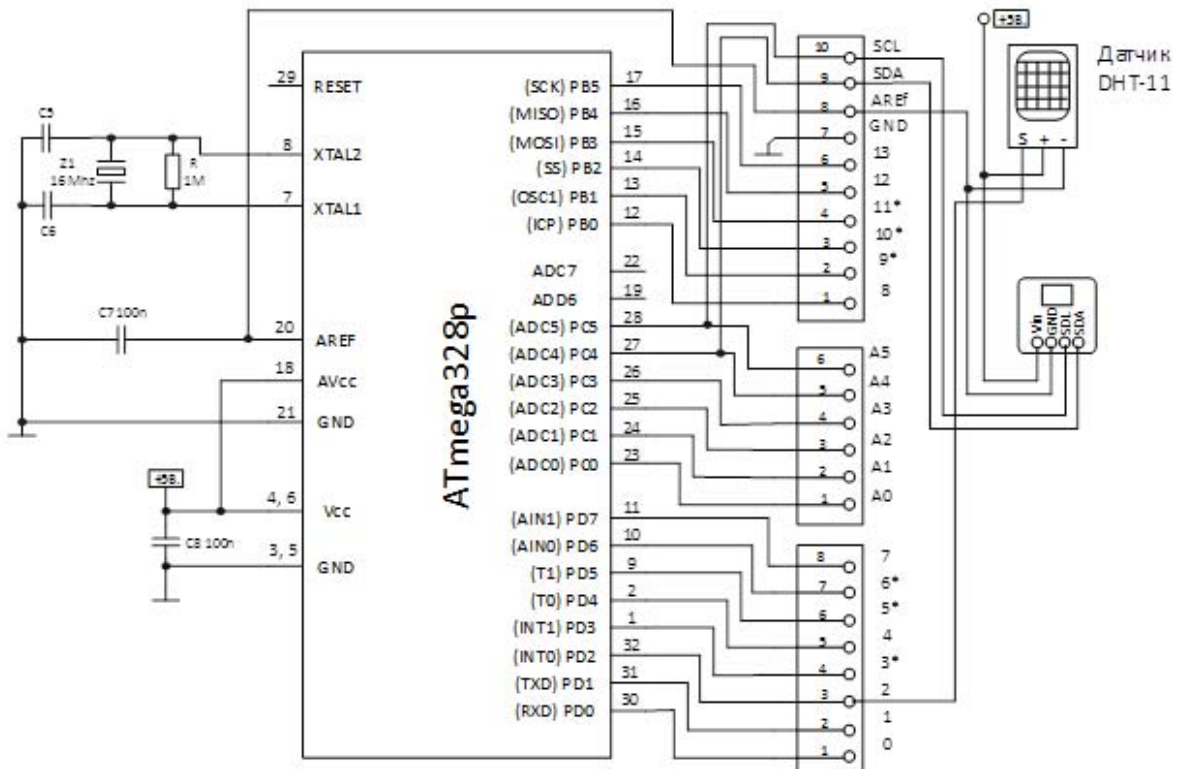 +5В.
Датчик
DHT-11
S + -
Vin
GND
SDL
SDA
C5
Z1
16Mhz
R
1M
C6
C7 100n
+5В.
C8 100n
ATmega328p
29 RESET
8 XTAL2
7 XTAL1
20 AREF
18 AVcc
21 GND
4, 6 Vcc
3, 5 GND
(SCK) PB5 17
(MISO) PB4 16
(MOSI) PB3 15
(SS) PB2 14
(OSC1) PB1 13
(ICP) PB0 12
ADC7 22
ADD6 19
(ADC5) PC5 28
(ADC4) PC4 27
(ADC3) PC3 26
(ADC2) PC2 25
(ADC1) PC1 24
(ADC0) PC0 23
(AIN1) PD7 11
(AIN0) PD6 10
(T1) PD5 9
(T0) PD4 2
(INT1) PD3 1
(INT0) PD2 32
(TXD) PD1 31
(RXD) PD0 30
10 SCL
9 SDA
8 AREf
7 GND
6 13
5 12
4 11*
3 10*
2 9*
1 8
6 A5
5 A4
4 A3
3 A2
2 A1
1 A0
8 7
7 6*
6 5*
5 4
4 3*
3 2
2 1
1 0